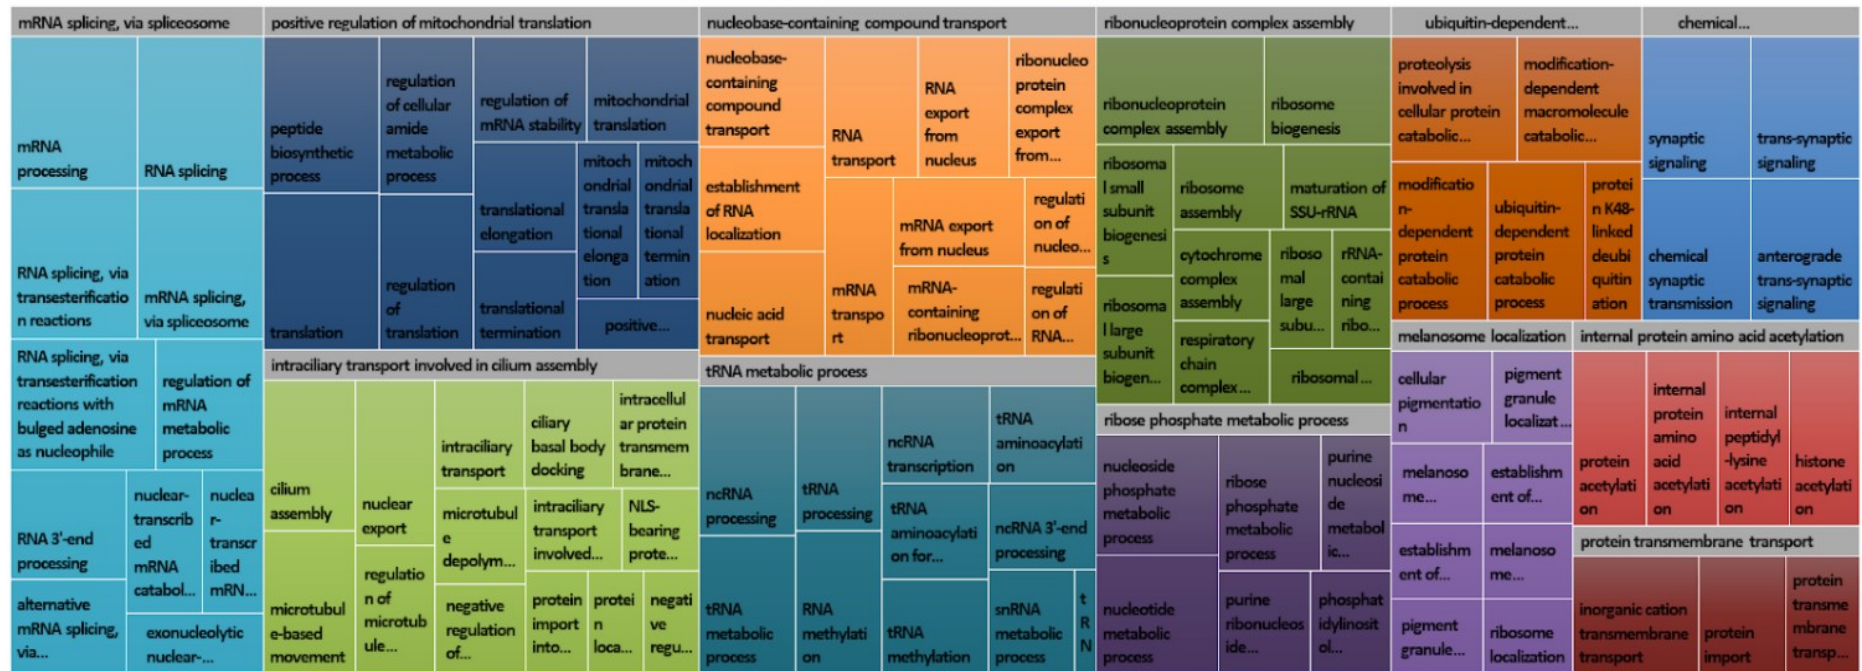 mRNA splicing, via spliceosome
mRNA
processing
RNA splicing
RNA splicing, via
transesterificatio
n reactions
mRNA splicing,
via spliceosome
RNA splicing, via
transesterification
reactions with
bulged adenosine
as nucleophile
regulation of
mRNA
metabolic
process
RNA 3'-end
processing
nuclear-
transcrib
ed
mRNA
catabol...
nuclea
r-
transcr
ibed
mRN...
alternative
mRNA splicing,
via...
exonucleolytic
nuclear-...
positive regulation of mitochondrial translation
peptide
biosynthetic
process
regulation
of cellular
amide
metabolic
process
regulation of
mRNA stability
mitochondrial
translation
translation
regulation
of
translation
translational
elongation
mitoch
ondrial
transla
tional
elonga
tion
mitoch
ondrial
transla
tional
termin
ation
translational
termination
positive...
intraciliary transport involved in cilium assembly
cilium
assembly
nuclear
export
intraciliary
transport
ciliary
basal body
docking
intracellul
ar protein
transmem
brane...
microtubul
e
depolym...
intraciliary
transport
involved...
NLS-
bearing
prote...
microtubul
e-based
movement
regulatio
n of
microtub
ule...
negative
regulation
of...
protein
import
into...
protei
n
loca...
negati
ve
regu...
nucleobase-containing compound transport
nucleobase-
containing
compound
transport
RNA
transport
RNA
export
from
nucleus
ribonucleo
protein
complex
export
from...
establishment
of RNA
localization
nucleic acid
transport
mRNA
transpo
rt
mRNA export
from nucleus
regulati
on of
nucleo...
mRNA-
containing
ribonucleoprot...
regulati
on of
RNA...
tRNA metabolic process
ncRNA
processing
tRNA
processing
ncRNA
transcription
tRNA
aminoacylati
on
tRNA
aminoacylati
on for...
ncRNA 3'-end
processing
tRNA
metabolic
process
RNA
methylati
on
tRNA
methylation
snRNA
metabolic
process
t
R
N
ribonucleoprotein complex assembly
ribonucleoprotein
complex assembly
ribosome
biogenesis
ribosoma
l small
subunit
biogenesi
s
ribosome
assembly
maturation of
SSU-rRNA
ribosoma
l large
subunit
biogen...
cytochrome
complex
assembly
riboso
mal
large
subu...
rRNA-
contai
ning
ribo...
respiratory
chain
complex...
ribosomal...
ribose phosphate metabolic process
nucleoside
phosphate
metabolic
process
ribose
phosphate
metabolic
process
purine
nucleosi
de
metabol
ic...
nucleotide
metabolic
process
purine
ribonucleos
ide...
phosphat
idylinosit
ol...
ubiquitin-dependent...
proteolysis
involved in
cellular protein
catabolic...
modification-
dependent
macromolecule
catabolic...
modificatio
n-
dependent
protein
catabolic
process
ubiquitin-
dependent
protein
catabolic
process
protei
n K48-
linked
deubi
quitin
ation
chemical...
synaptic
signaling
trans-synaptic
signaling
chemical
synaptic
transmission
anterograde
trans-synaptic
signaling
melanosome localization
cellular
pigmentatio
n
pigment
granule
localizat...
melanoso
me...
establishm
ent of...
establishm
ent of...
melanoso
me...
pigment
granule...
ribosome
localization
internal protein amino acid acetylation
protein
acetylati
on
internal
protein
amino
acid
acetylati
on
internal
peptidyl
-lysine
acetylati
on
histone
acetylati
on
protein transmembrane transport
inorganic cation
transmembrane
transport
protein
import
protein
transme
mbrane
transp...